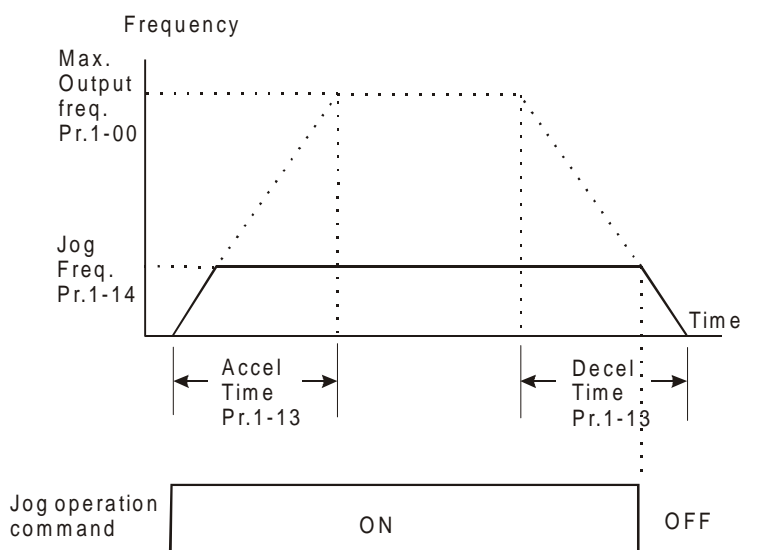 Frequency
Max.
Output
freq.
Pr.1-00
Jog
Freq.
Pr.1-14
Time
Accel
Time
Pr.1-13
Decel
Time
Pr.1-13
Jog operation
command
ON
OFF